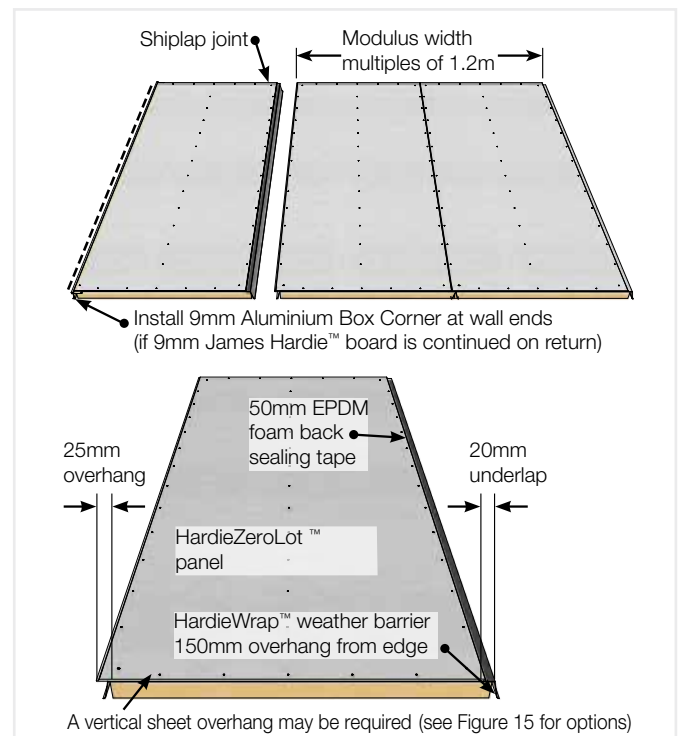 Shiplap joint
Modulus width
multiples of 1.2m
Install 9mm Aluminium Box Corner at wall ends
(if 9mm James Hardie™ board is continued on return)
50mm EPDM
foam back
sealing tape
25mm
overhang
20mm
underlap
HardieZeroLot ™
panel
HardieWrap™ weather barrier
150mm overhang from edge
A vertical sheet overhang may be required (see Figure 15 for options)